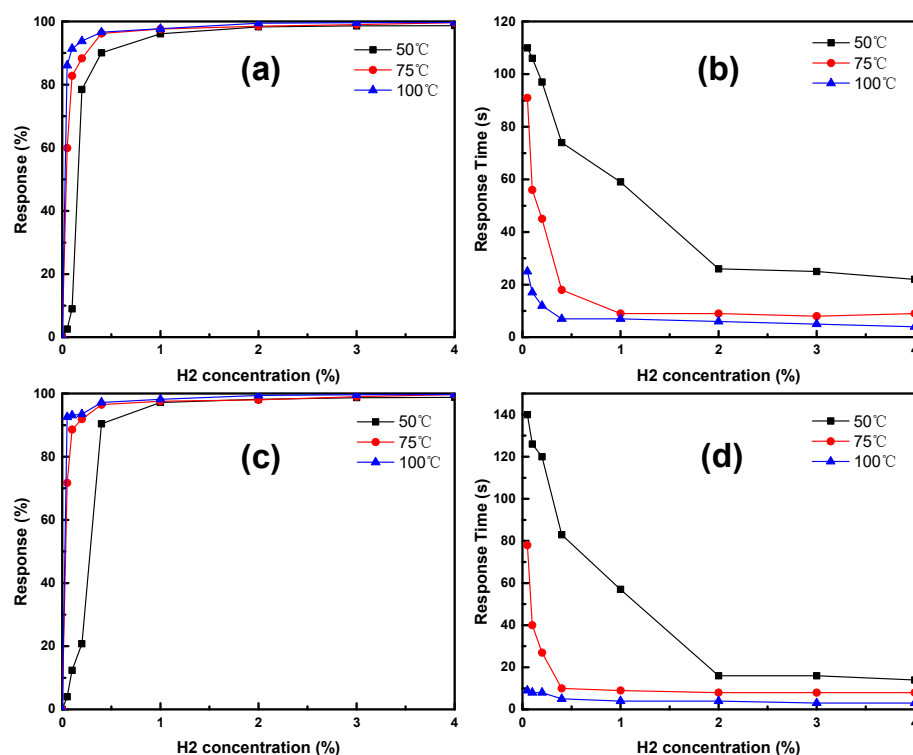 100
80
60
40
20
0
Response (%)
(a)
50℃
75℃
100℃
0 1 2 3 4
H2 concentration (%)
120
100
80
60
40
20
0
Response Time (s)
(b)
50℃
75℃
100℃
0 1 2 3 4
H2 concentration (%)
100
80
60
40
20
0
Response (%)
(c)
50℃
75℃
100℃
0 1 2 3 4
H2 concentration (%)
140
120
100
80
60
40
20
0
Response Time (s)
(d)
50℃
75℃
100℃
0 1 2 3 4
H2 concentration (%)